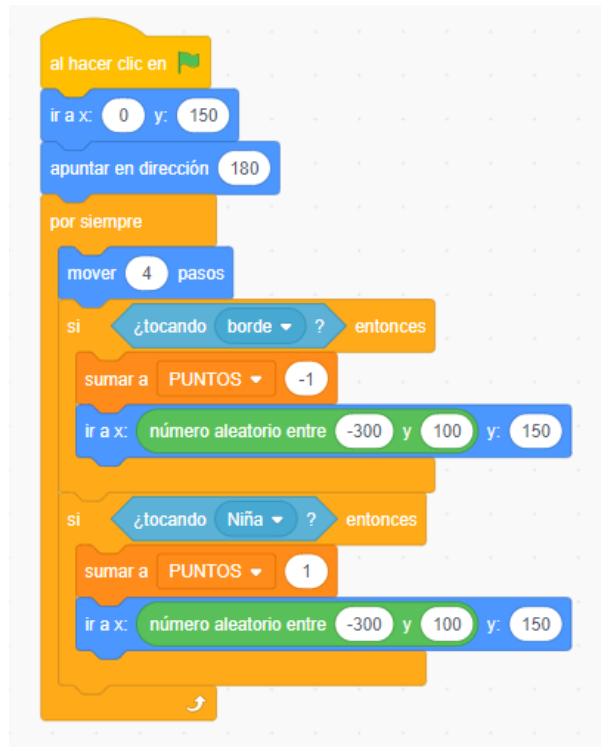 al hacer clic en
ir a x: 0 y: 150
apuntar en dirección 180
por siempre
mover 4 pasos
si ¿tocando borde ? entonces
sumar a PUNTOS -1
ir a x: número aleatorio entre -300 y 100 y: 150
si ¿tocando Niña ? entonces
sumar a PUNTOS 1
ir a x: número aleatorio entre -300 y 100 y: 150